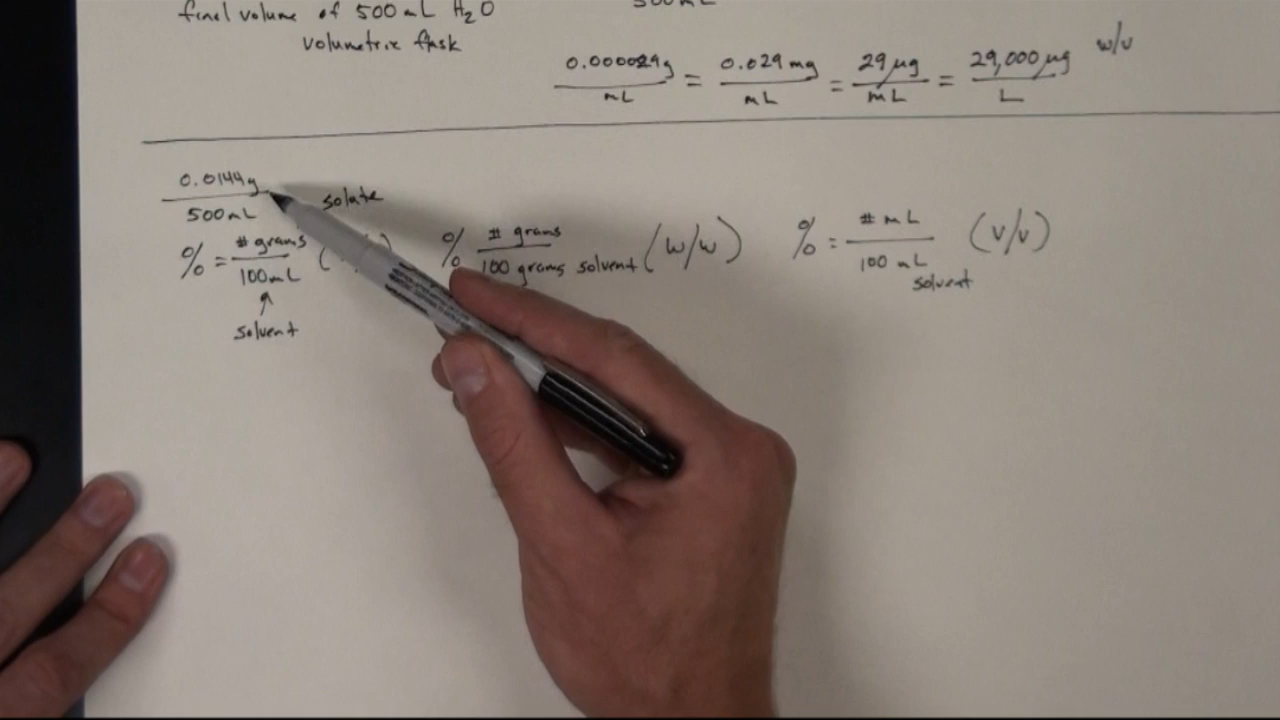 final volume of 500 mL H2O
volumetric flask
0.000029g / mL = 0.029 mg / mL = 29 µg / mL = 29,000 µg / L w/v
0.0144g / 500mL
solute
% = # grams / 100mL (
solvent
% # grams / 100 grams solvent (w/w)
% = # mL / 100 mL (v/v)
solvent